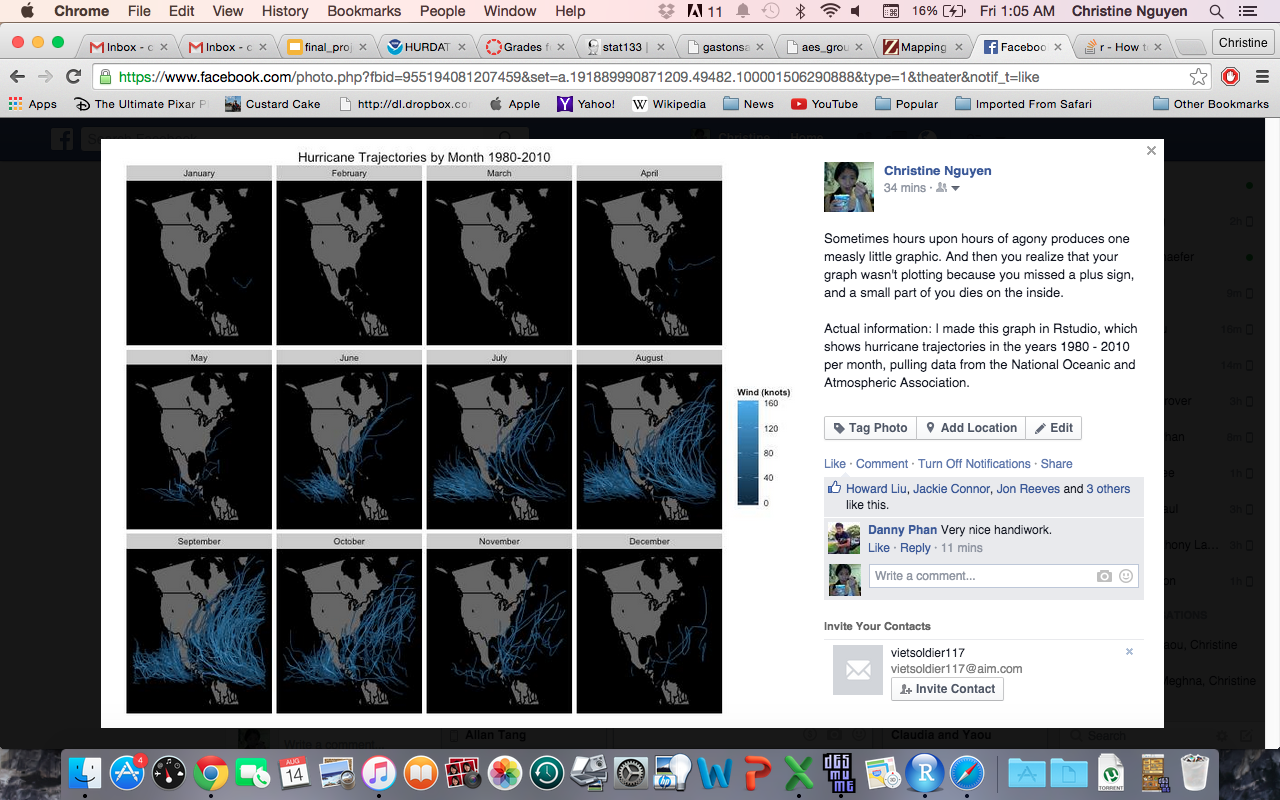 Chrome File Edit View History Bookmarks People Window Help 11 16% Fri 1:05 AM Christine Nguyen
Inbox - c Inbox - c final_proj HURDAT Grades f stat133 | gastonsa aes_grou Mapping Faceboo r - How t Christine
https://www.facebook.com/photo.php?fbid=955194081207459&set=a.191889990871209.49482.100001506290888&type=1&theater&notif_t=like
Apps The Ultimate Pixar P Custard Cake http://dl.dropbox.co Apple Yahoo! Wikipedia News YouTube Popular Imported From Safari Other Bookmarks
Hurricane Trajectories by Month 1980-2010
January February March April
May June July August
September October November December
Wind (knots)
160
120
80
40
0
Christine Nguyen
34 mins ·
Sometimes hours upon hours of agony produces one
measly little graphic. And then you realize that your
graph wasn't plotting because you missed a plus sign,
and a small part of you dies on the inside.
Actual information: I made this graph in Rstudio, which
shows hurricane trajectories in the years 1980 - 2010
per month, pulling data from the National Oceanic and
Atmospheric Association.
Tag Photo Add Location Edit
Like · Comment · Turn Off Notifications · Share
Howard Liu, Jackie Connor, Jon Reeves and 3 others
like this.
Danny Phan Very nice handiwork.
Like · Reply · 11 mins
Write a comment...
Invite Your Contacts
vietsoldier117
vietsoldier117@aim.com
Invite Contact
Write a comment
Allan Tang
Claudia and Yaou
Search
4
AUG
14
TORRENT